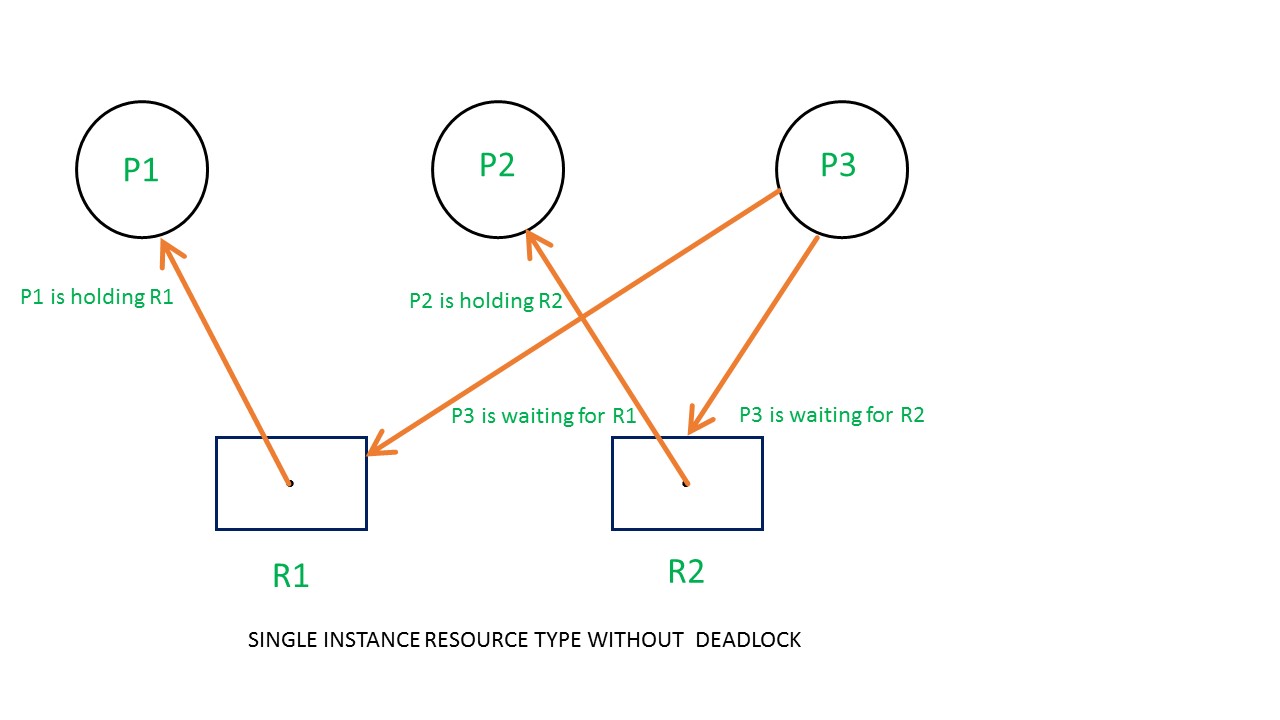 P1
P2
P3
P1 is holding R1
P2 is holding R2
P3 is waiting for R1
P3 is waiting for R2
R1
R2
SINGLE INSTANCE RESOURCE TYPE WITHOUT DEADLOCK